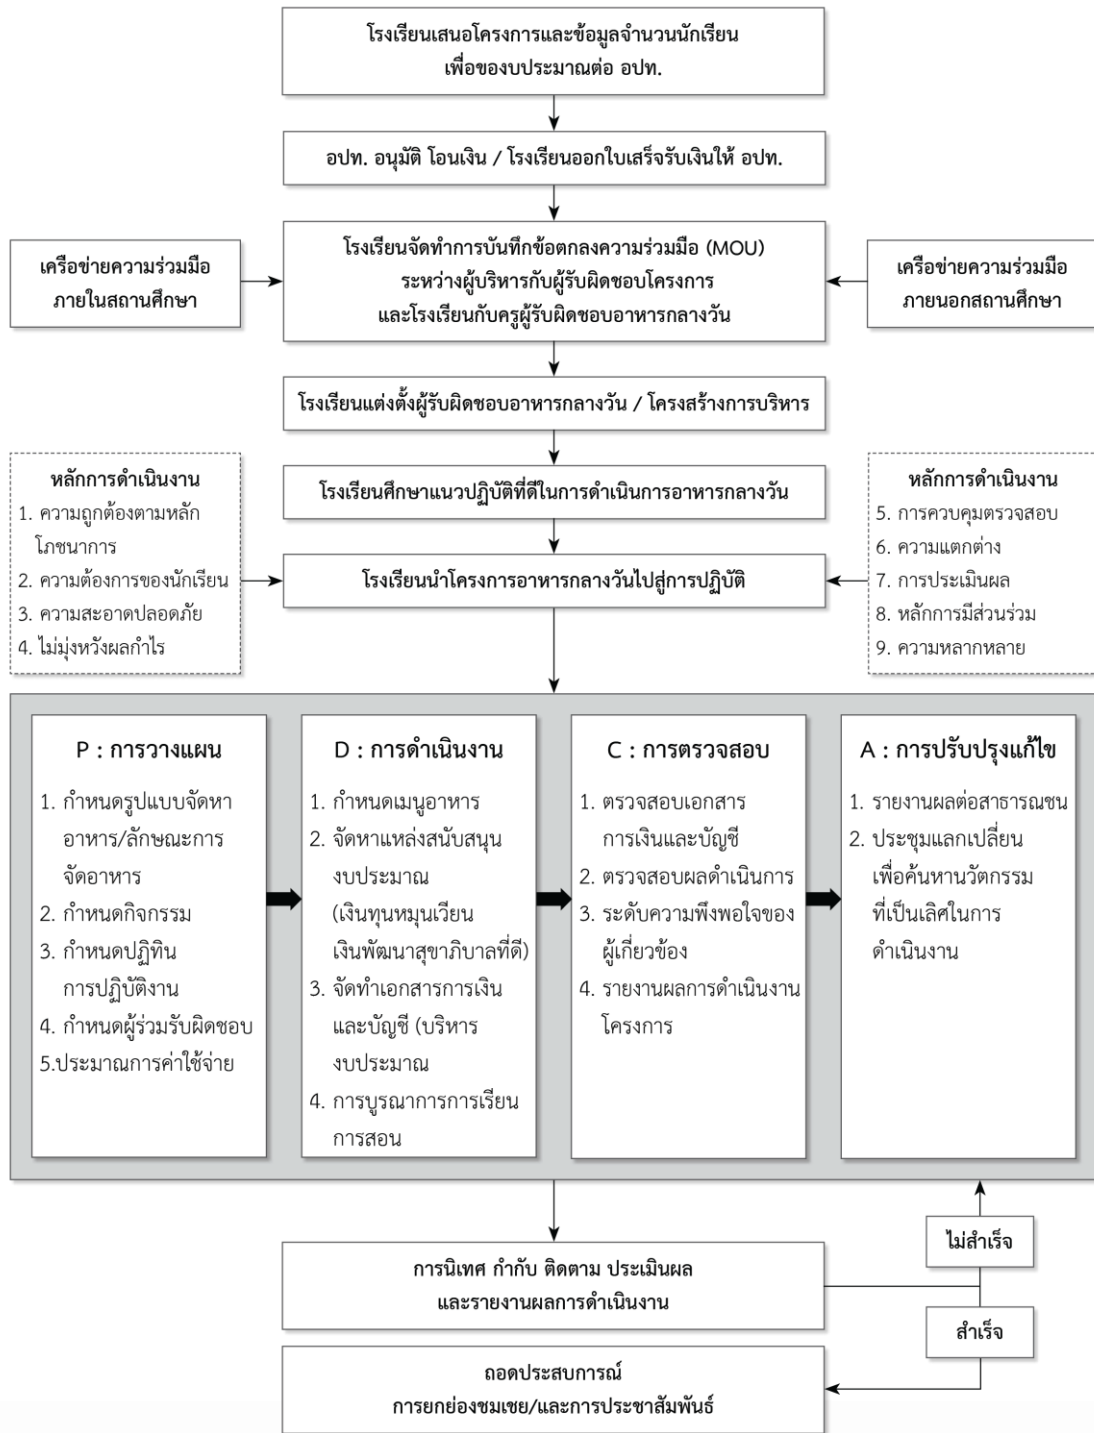 โรงเรียนเสนอโครงการและข้อมูลจำนวนนักเรียน
เพื่อของบประมาณต่อ อปท.
อปท. อนุมัติ โอนเงิน / โรงเรียนออกใบเสร็จรับเงินให้ อปท.
เครือข่ายความร่วมมือ
ภายในสถานศึกษา
โรงเรียนจัดทำการบันทึกข้อตกลงความร่วมมือ (MOU)
ระหว่างผู้บริหารกับผู้รับผิดชอบโครงการ
และโรงเรียนกับครูผู้รับผิดชอบอาหารกลางวัน
เครือข่ายความร่วมมือ
ภายนอกสถานศึกษา
โรงเรียนแต่งตั้งผู้รับผิดชอบอาหารกลางวัน / โครงสร้างการบริหาร
โรงเรียนศึกษาแนวปฏิบัติที่ดีในการดำเนินการอาหารกลางวัน
หลักการดำเนินงาน
1. ความถูกต้องตามหลัก
โภชนาการ
2. ความต้องการของนักเรียน
3. ความสะอาดปลอดภัย
4. ไม่มุ่งหวังผลกำไร
โรงเรียนนำโครงการอาหารกลางวันไปสู่การปฏิบัติ
หลักการดำเนินงาน
5. การควบคุมตรวจสอบ
6. ความแตกต่าง
7. การประเมินผล
8. หลักการมีส่วนร่วม
9. ความหลากหลาย
P : การวางแผน
1. กำหนดรูปแบบจัดหา
อาหาร/ลักษณะการ
จัดอาหาร
2. กำหนดกิจกรรม
3. กำหนดปฏิทิน
การปฏิบัติงาน
4. กำหนดผู้ร่วมรับผิดชอบ
5.ประมาณการค่าใช้จ่าย
D : การดำเนินงาน
1. กำหนดเมนูอาหาร
2. จัดหาแหล่งสนับสนุน
งบประมาณ
(เงินทุนหมุนเวียน
เงินพัฒนาสุขาภิบาลที่ดี)
3. จัดทำเอกสารการเงิน
และบัญชี (บริหาร
งบประมาณ
4. การบูรณาการการเรียน
การสอน
C : การตรวจสอบ
1. ตรวจสอบเอกสาร
การเงินและบัญชี
2. ตรวจสอบผลดำเนินการ
3. ระดับความพึงพอใจของ
ผู้เกี่ยวข้อง
4. รายงานผลการดำเนินงาน
โครงการ
A : การปรับปรุงแก้ไข
1. รายงานผลต่อสาธารณชน
2. ประชุมแลกเปลี่ยน
เพื่อค้นหานวัตกรรม
ที่เป็นเลิศในการ
ดำเนินงาน
ไม่สำเร็จ
การนิเทศ กำกับ ติดตาม ประเมินผล
และรายงานผลการดำเนินงาน
สำเร็จ
ถอดประสบการณ์
การยกย่องชมเชย/และการประชาสัมพันธ์